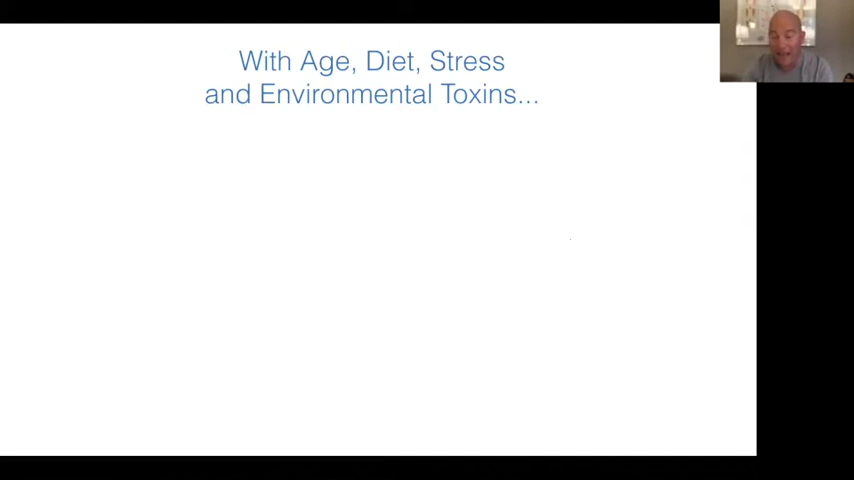 With Age, Diet, Stress
and Environmental Toxins...